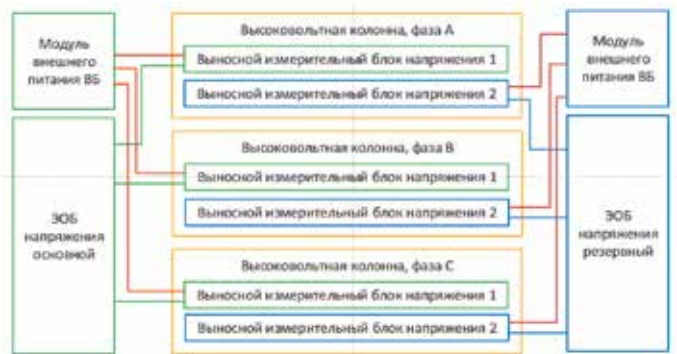 Модуль
внешнего
питания ВБ
ЭОБ
напряжения
основной
Высоковольтная колонна, фаза А
Выносной измерительный блок напряжения 1
Выносной измерительный блок напряжения 2
Высоковольтная колонна, фаза В
Выносной измерительный блок напряжения 1
Выносной измерительный блок напряжения 2
Высоковольтная колонна, фаза С
Выносной измерительный блок напряжения 1
Выносной измерительный блок напряжения 2
Модуль
внешнего
питания ВБ
ЭОБ
напряжения
резервный